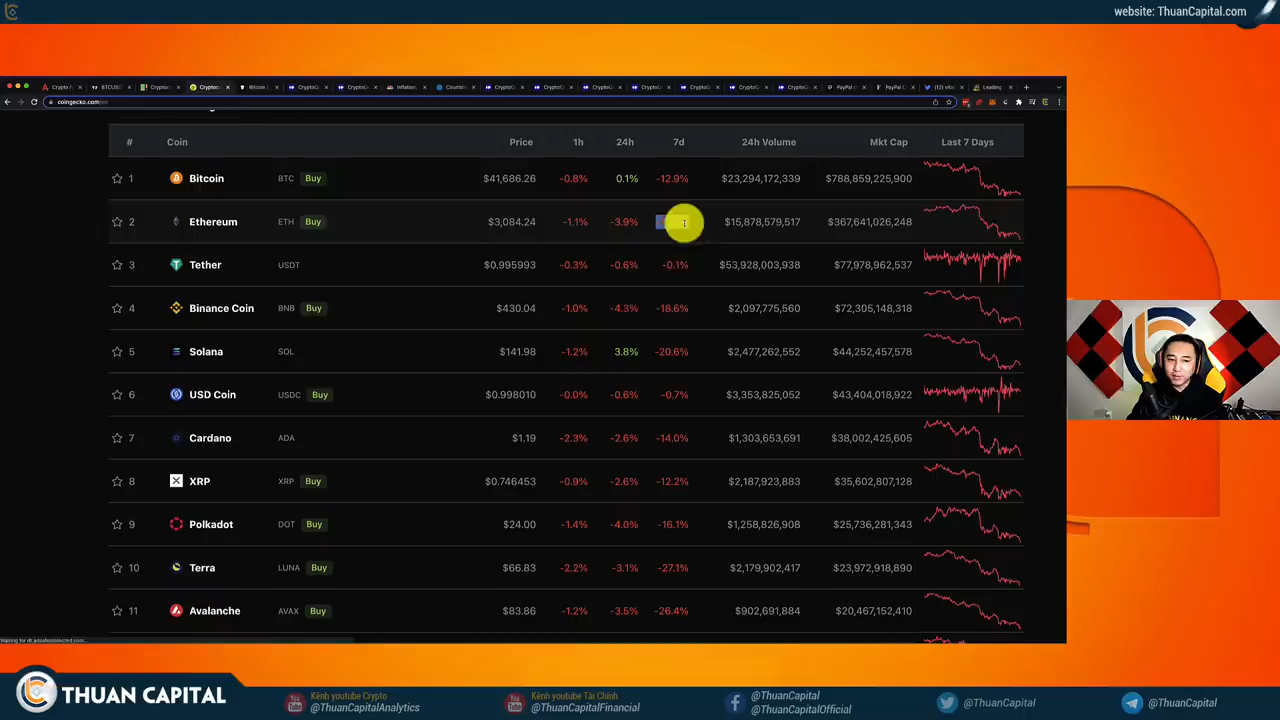 website: ThuanCapital.com
coingecko.com/en
# Coin Price 1h 24h 7d 24h Volume Mkt Cap Last 7 Days
1 Bitcoin BTC Buy $41,686.26 -0.8% 0.1% -12.9% $23,294,172,339 $788,859,225,900
2 Ethereum ETH Buy $3,084.24 -1.1% -3.9% $15,878,579,517 $367,641,026,248
3 Tether USDT $0.995993 -0.3% -0.6% -0.1% $53,928,003,938 $77,978,962,537
4 Binance Coin BNB Buy $430.04 -1.0% -4.3% -18.6% $2,097,775,560 $72,305,148,318
5 Solana SOL $141.98 -1.2% 3.8% -20.6% $2,477,262,552 $44,252,457,578
6 USD Coin USDC Buy $0.998010 -0.0% -0.6% -0.7% $3,353,825,052 $43,404,018,922
7 Cardano ADA $1.19 -2.3% -2.6% -14.0% $1,303,653,691 $38,002,425,605
8 XRP XRP Buy $0.746453 -0.9% -2.6% -12.2% $2,187,923,883 $35,602,807,128
9 Polkadot DOT Buy $24.00 -1.4% -4.0% -16.1% $1,258,826,908 $25,736,281,343
10 Terra LUNA Buy $66.83 -2.2% -3.1% -27.1% $2,179,902,417 $23,972,918,890
11 Avalanche AVAX Buy $83.86 -1.2% -3.5% -26.4% $902,691,884 $20,467,152,410
THUAN CAPITAL
Kênh youtube Crypto
@ThuanCapitalAnalytics
Kênh youtube Tài Chính
@ThuanCapitalFinancial
@ThuanCapital
@ThuanCapitalOfficial
@ThuanCapital
@ThuanCapital